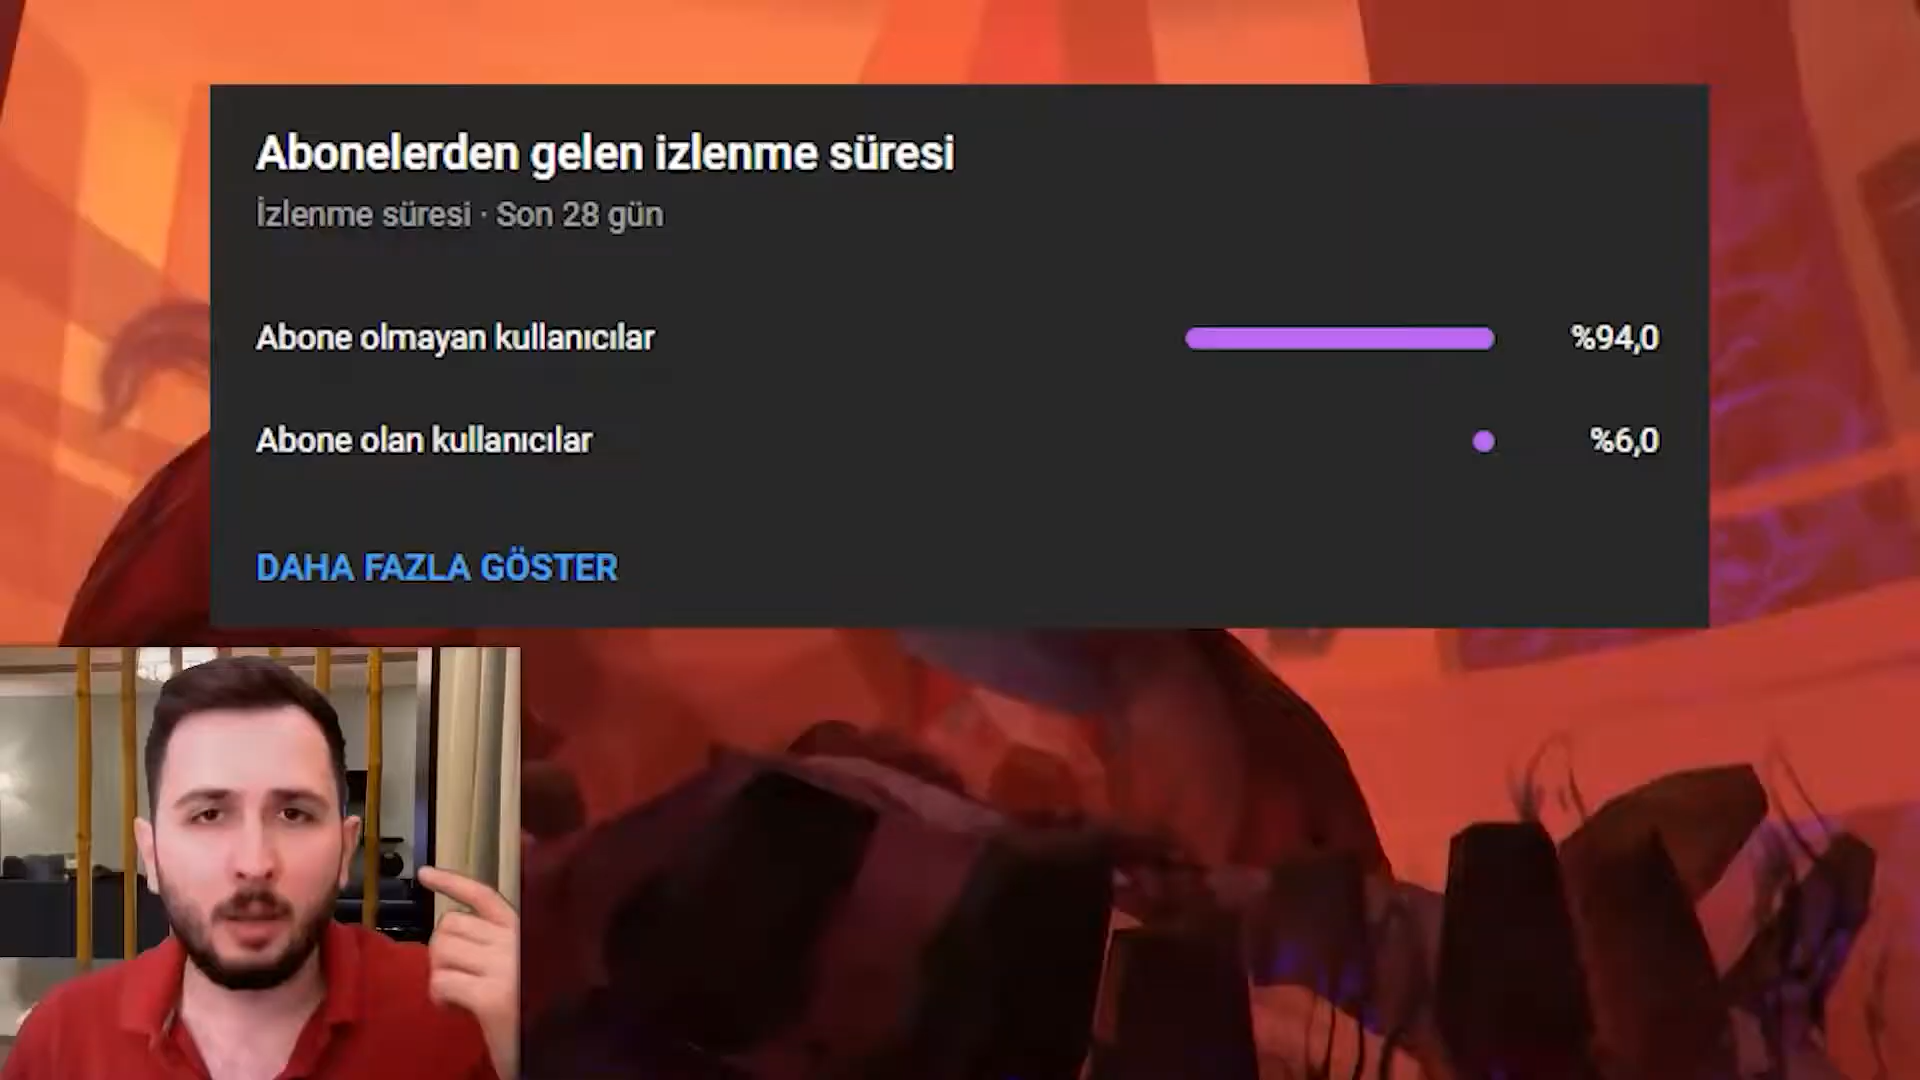 Abonelerden gelen izlenme süresi
İzlenme süresi · Son 28 gün
Abone olmayan kullanıcılar %94,0
Abone olan kullanıcılar %6,0
DAHA FAZLA GÖSTER